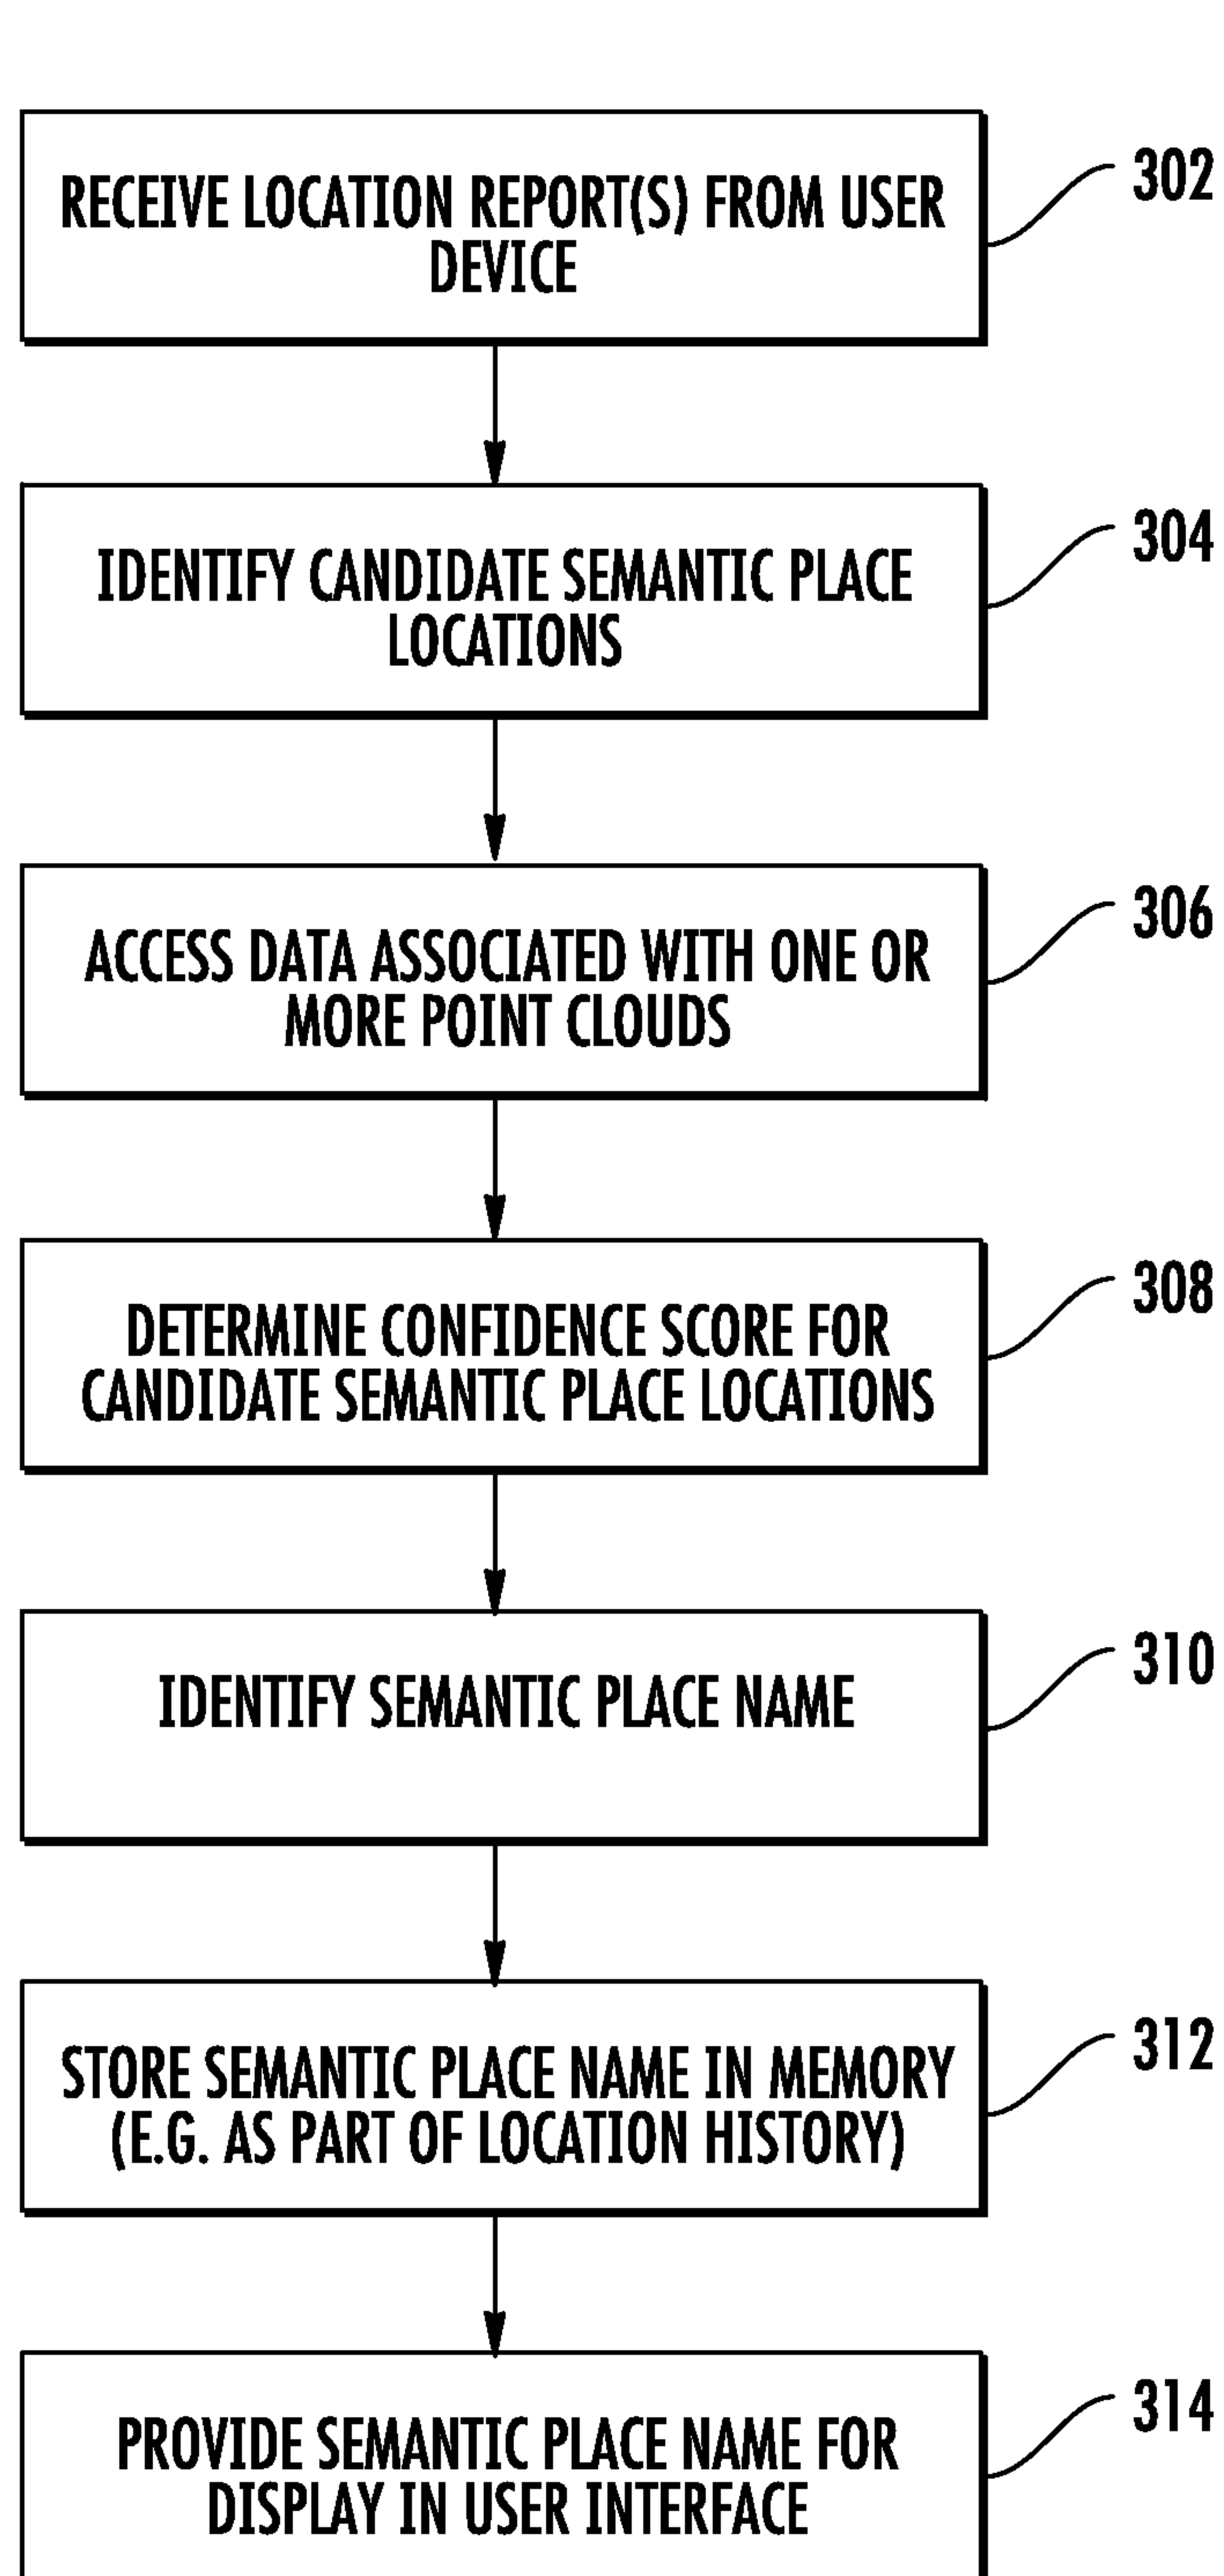 RECEIVE LOCATION REPORT(S) FROM USER
DEVICE
302
IDENTIFY CANDIDATE SEMANTIC PLACE
LOCATIONS
304
ACCESS DATA ASSOCIATED WITH ONE OR
MORE POINT CLOUDS
306
DETERMINE CONFIDENCE SCORE FOR
CANDIDATE SEMANTIC PLACE LOCATIONS
308
IDENTIFY SEMANTIC PLACE NAME
310
STORE SEMANTIC PLACE NAME IN MEMORY
(E.G. AS PART OF LOCATION HISTORY)
312
PROVIDE SEMANTIC PLACE NAME FOR
DISPLAY IN USER INTERFACE
314